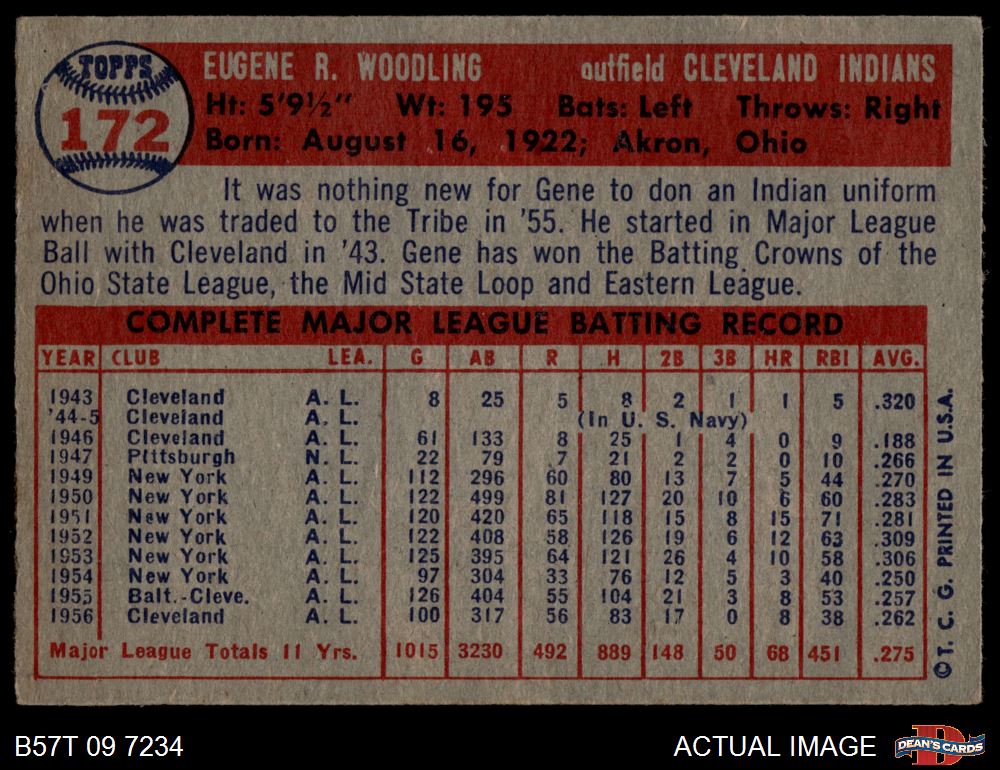 TOPPS
172
EUGENE R. WOODLING outfield CLEVELAND INDIANS
Ht: 5'9½" Wt: 195 Bats: Left Throws: Right
Born: August 16, 1922; Akron, Ohio
It was nothing new for Gene to don an Indian uniform
when he was traded to the Tribe in '55. He started in Major League
Ball with Cleveland in '43. Gene has won the Batting Crowns of the
Ohio State League, the Mid State Loop and Eastern League.
COMPLETE MAJOR LEAGUE BATTING RECORD
YEAR CLUB LEA. G AB R H 2B 3B HR RBI AVG.
1943 Cleveland A. L. 8 25 5 8 2 1 1 5 .320
'44-5 Cleveland A. L. (In U. S. Navy)
1946 Cleveland A. L. 61 133 8 25 1 4 0 9 .188
1947 Pittsburgh N. L. 22 79 7 21 2 2 0 10 .266
1949 New York A. L. 112 296 60 80 13 7 5 44 .270
1950 New York A. L. 122 499 81 127 20 10 6 60 .283
1951 New York A. L. 120 420 65 118 15 8 15 71 .281
1952 New York A. L. 122 408 58 126 19 6 12 63 .309
1953 New York A. L. 125 395 64 121 26 4 10 58 .306
1954 New York A. L. 97 304 33 76 12 5 3 40 .250
1955 Balt.-Cleve. A. L. 126 404 55 104 21 3 8 53 .257
1956 Cleveland A. L. 100 317 56 83 17 0 8 38 .262
Major League Totals 11 Yrs. 1015 3230 492 889 148 50 68 451 .275
© T. C. G. PRINTED IN U.S.A.
B57T 09 7234
ACTUAL IMAGE
D
DEAN'S CARDS